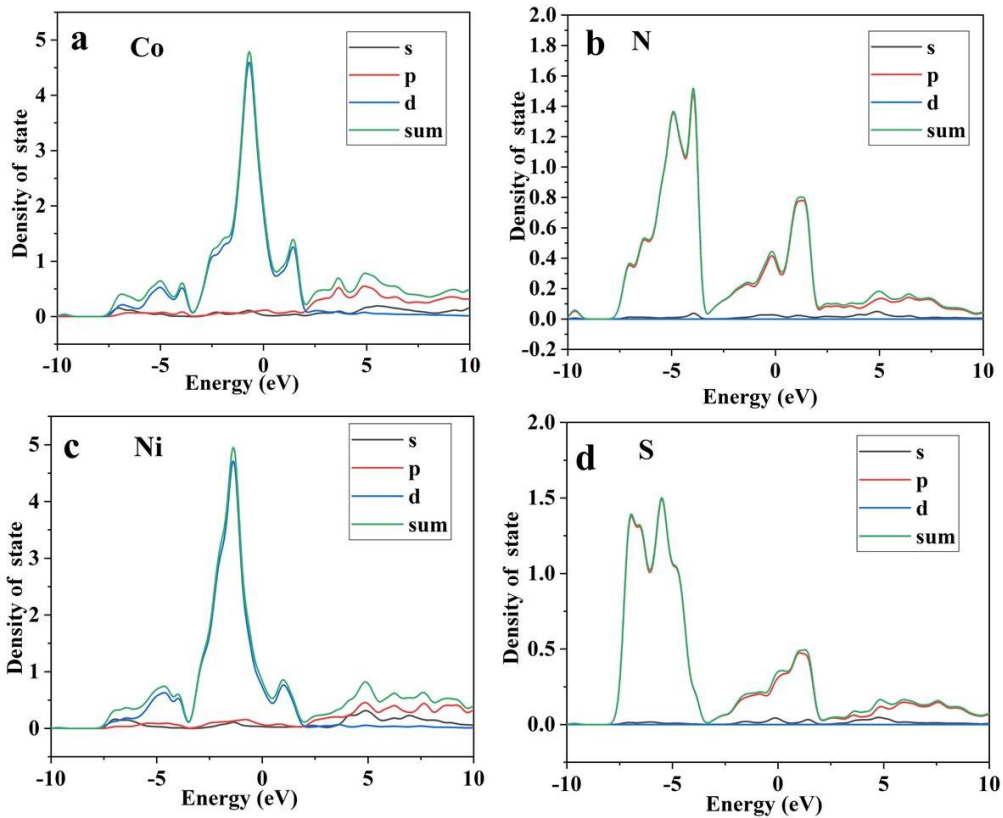 a
Co
s
p
d
sum
5
4
3
2
1
0
Density of state
-10
-5
0
5
10
Energy (eV)
b
N
s
p
d
sum
2.0
1.8
1.6
1.4
1.2
1.0
0.8
0.6
0.4
0.2
0.0
-0.2
Density of state
-10
-5
0
5
10
Energy (eV)
c
Ni
s
p
d
sum
5
4
3
2
1
0
Density of state
-10
-5
0
5
10
Energy (eV)
d
S
s
p
d
sum
2.0
1.5
1.0
0.5
0.0
Density of state
-10
-5
0
5
10
Energy (eV)